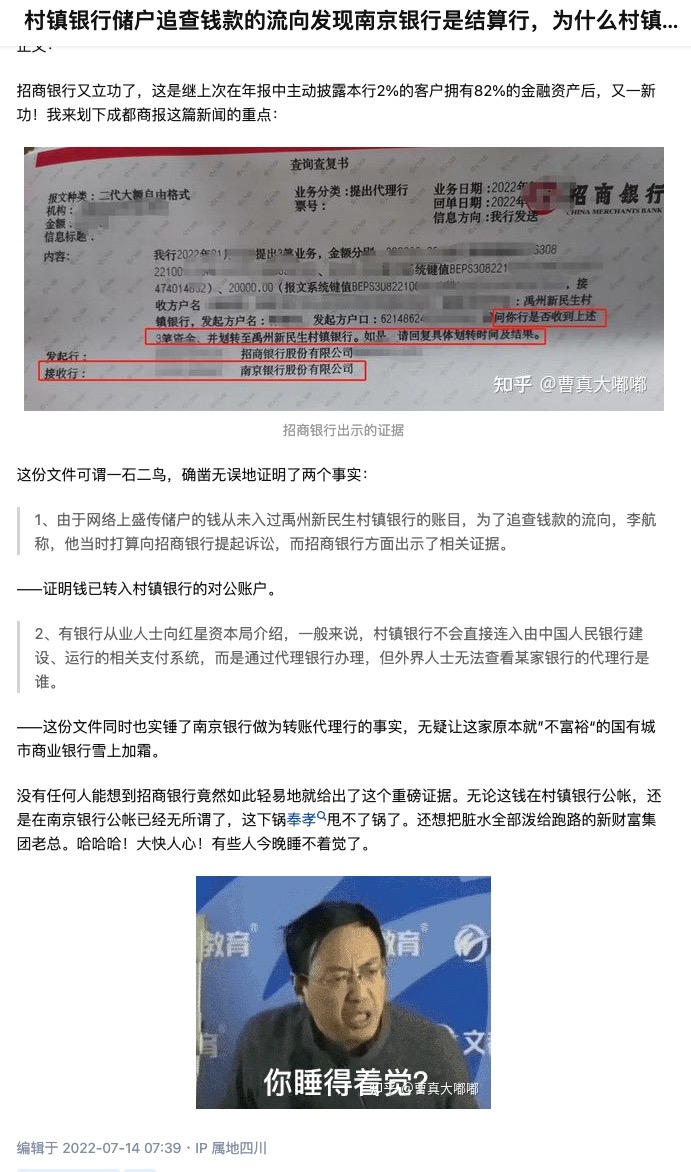 村镇银行储户追查钱款的流向发现南京银行是结算行，为什么村镇...
正文：
招商银行又立功了，这是继上次在年报中主动披露本行2%的客户拥有82%的金融资产后，又一新
功！我来划下成都商报这篇新闻的重点：
查询查复书
报文种类：二代大额自由格式
业务分类：提出代理行
业务日期：2022年
机构：
票号：
回单日期：2022年
招商银行
CHINA MERCHANTS BANK
金额：
信息方向：我行发送
信息标题：
内容：
我行2022年01月 提出3笔业务，金额分别 S308
22100 系统键值BEPS308221
474014802）、20000.00（报文系统键值BEPS3082210 ，接
收方户名 ：禹州新民生村
镇银行，发起方户名： 发起方户口：62148624 问你行是否收到上述
3笔资金、并划转至禹州新民生村镇银行。如是 请回复具体划转时间及结果。
发起行： 招商银行股份有限公司
接收行： 南京银行股份有限公司
知乎 @曹真大嘟嘟
招商银行出示的证据
这份文件可谓一石二鸟，确凿无误地证明了两个事实：
1、由于网络上盛传储户的钱从未入过禹州新民生村镇银行的账目，为了追查钱款的流向，李航
称，他当时打算向招商银行提起诉讼，而招商银行方面出示了相关证据。
——证明钱已转入村镇银行的对公账户。
2、有银行从业人士向红星资本局介绍，一般来说，村镇银行不会直接连入由中国人民银行建
设、运行的相关支付系统，而是通过代理银行办理，但外界人士无法查看某家银行的代理行是
谁。
——这份文件同时也实锤了南京银行做为转账代理行的事实，无疑让这家原本就”不富裕“的国有城
市商业银行雪上加霜。
没有任何人能想到招商银行竟然如此轻易地就给出了这个重磅证据。无论这钱在村镇银行公帐，还
是在南京银行公帐已经无所谓了，这下锅奉孝甩不了锅了。还想把脏水全部泼给跑路的新财富集
团老总。哈哈哈！大快人心！有些人今晚睡不着觉了。
教育®
教育®
育®
文
你睡得着觉？
知乎 @曹真大嘟嘟
编辑于 2022-07-14 07:39 · IP 属地四川